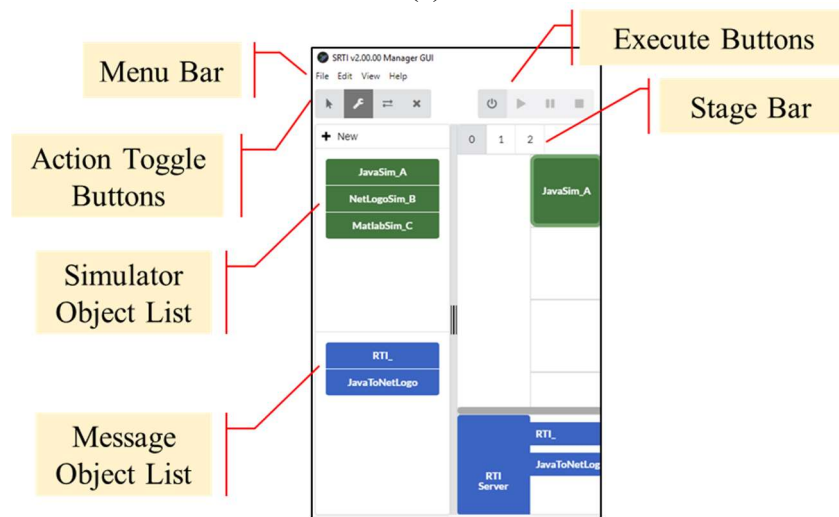 SRTI v2.00.00 Manager GUI
File Edit View Help
Menu Bar
Execute Buttons
Stage Bar
Action Toggle
Buttons
+ New
0 1 2
JavaSim_A
NetLogoSim_B
MatlabSim_C
JavaSim_A
Simulator
Object List
RTI_
JavaToNetLogo
Message
Object List
RTI
Server
RTI_
JavaToNetLog